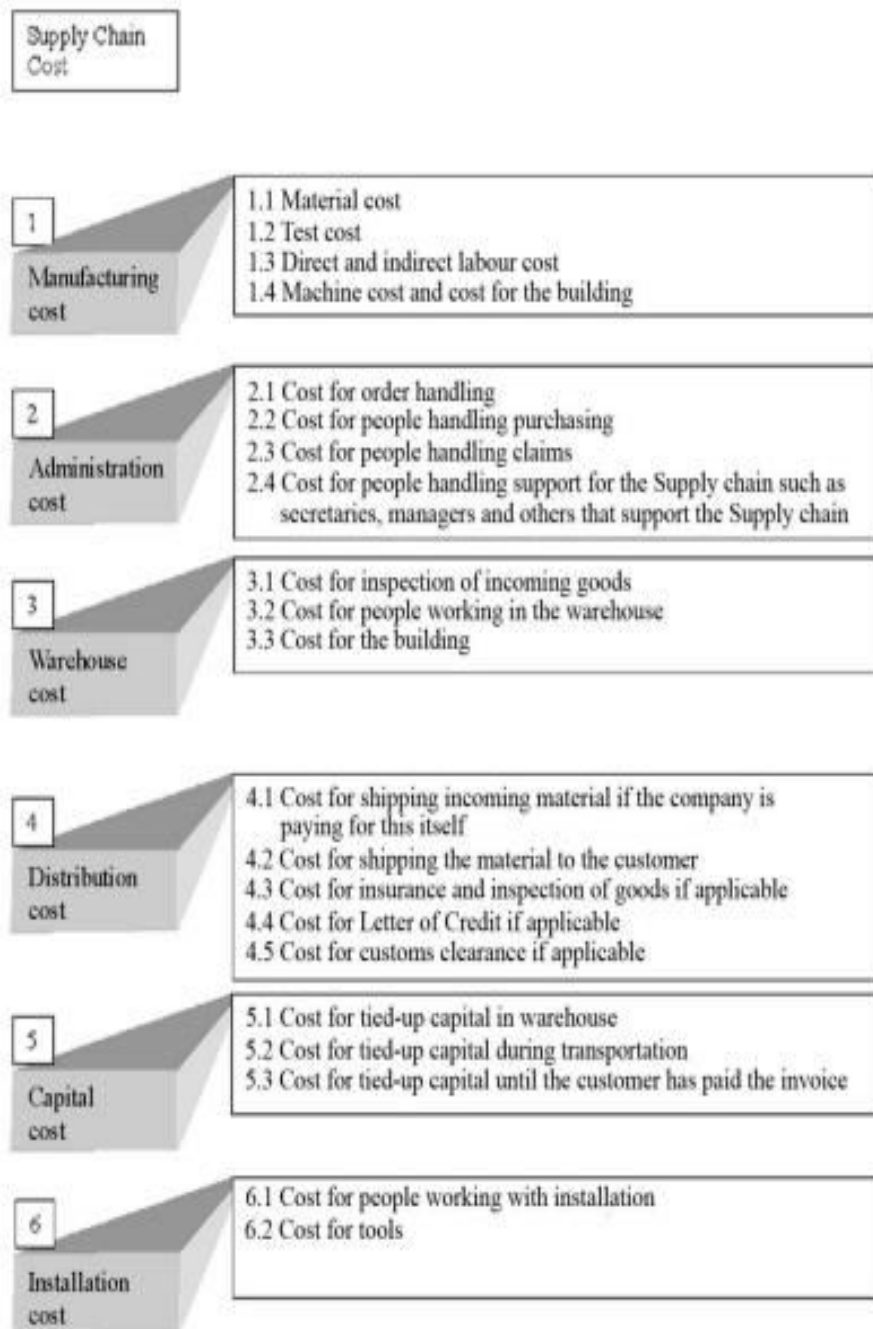 Supply Chain
Cost
1
Manufacturing
cost
1.1 Material cost
1.2 Test cost
1.3 Direct and indirect labour cost
1.4 Machine cost and cost for the building
2
Administration
cost
2.1 Cost for order handling
2.2 Cost for people handling purchasing
2.3 Cost for people handling claims
2.4 Cost for people handling support for the Supply chain such as
secretaries, managers and others that support the Supply chain
3
Warehouse
cost
3.1 Cost for inspection of incoming goods
3.2 Cost for people working in the warehouse
3.3 Cost for the building
4
Distribution
cost
4.1 Cost for shipping incoming material if the company is
paying for this itself
4.2 Cost for shipping the material to the customer
4.3 Cost for insurance and inspection of goods if applicable
4.4 Cost for Letter of Credit if applicable
4.5 Cost for customs clearance if applicable
5
Capital
cost
5.1 Cost for tied-up capital in warehouse
5.2 Cost for tied-up capital during transportation
5.3 Cost for tied-up capital until the customer has paid the invoice
6
Installation
cost
6.1 Cost for people working with installation
6.2 Cost for tools